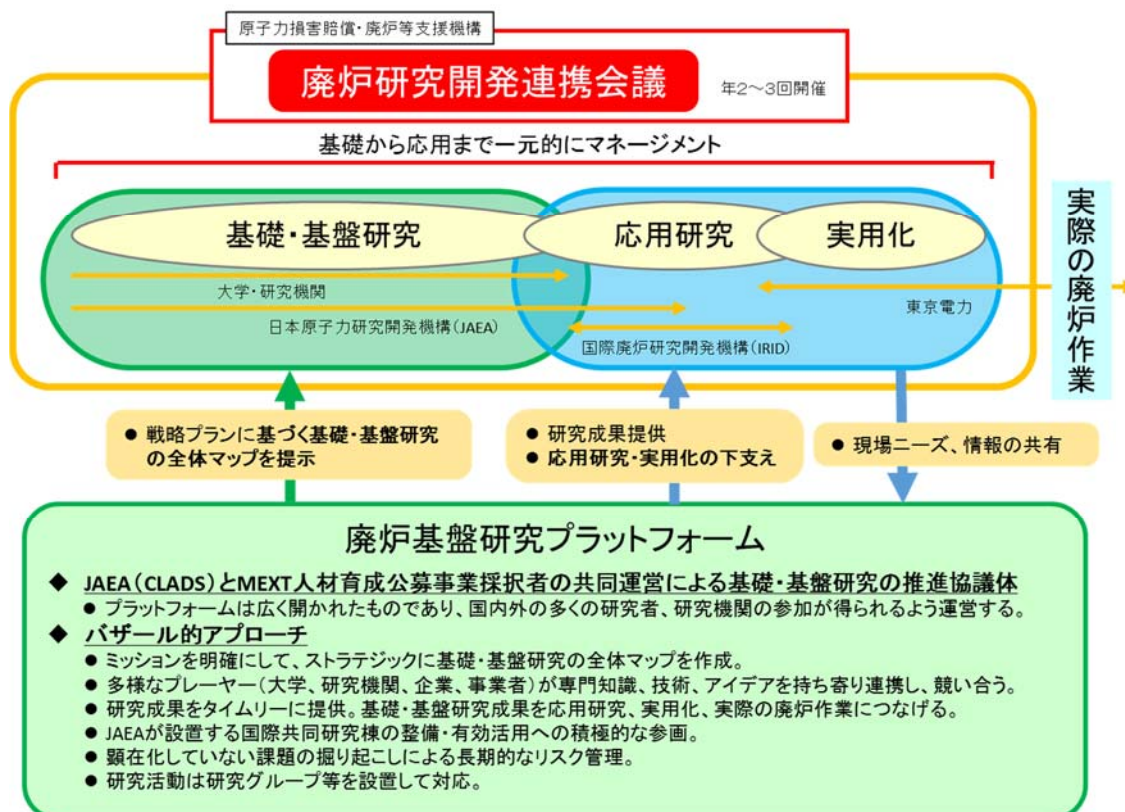 原子力損害賠償・廃炉等支援機構
廃炉研究開発連携会議
年2～3回開催
基礎から応用まで一元的にマネージメント
基礎・基盤研究
応用研究
実用化
大学・研究機関
日本原子力研究開発機構(JAEA)
国際廃炉研究開発機構(IRID)
東京電力
実際の廃炉作業
● 戦略プランに基づく基礎・基盤研究
の全体マップを提示
● 研究成果提供
● 応用研究・実用化の下支え
● 現場ニーズ、情報の共有
廃炉基盤研究プラットフォーム
◆ JAEA(CLADS)とMEXT人材育成公募事業採択者の共同運営による基礎・基盤研究の推進協議体
● プラットフォームは広く開かれたものであり、国内外の多くの研究者、研究機関の参加が得られるよう運営する。
◆ バザール的アプローチ
● ミッションを明確にして、ストラテジックに基礎・基盤研究の全体マップを作成。
● 多様なプレーヤー(大学、研究機関、企業、事業者)が専門知識、技術、アイデアを持ち寄り連携し、競い合う。
● 研究成果をタイムリーに提供。基礎・基盤研究成果を応用研究、実用化、実際の廃炉作業につなげる。
● JAEAが設置する国際共同研究棟の整備・有効活用への積極的な参画。
● 顕在化していない課題の掘り起こしによる長期的なリスク管理。
● 研究活動は研究グループ等を設置して対応。